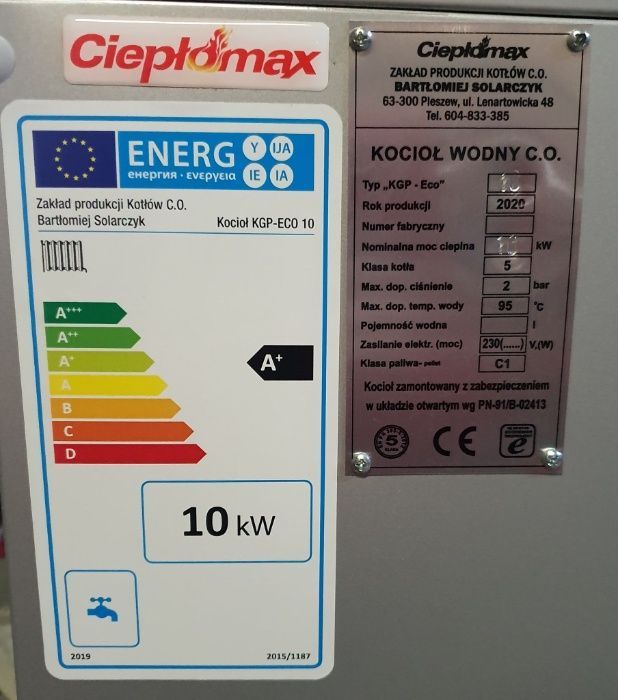 Ciepłomax
ENERG Y IJA
енергия · ενεργεια IE IA
Zakład produkcji Kotłów C.O.
Bartłomiej Solarczyk Kocioł KGP-ECO 10
A+++
A++
A+
A
B
C
D
A+
10 kW
2019 2015/1187
Ciepłomax
ZAKŁAD PRODUKCJI KOTŁÓW C.O.
BARTŁOMIEJ SOLARCZYK
63-300 Pleszew, ul. Lenartowicka 48
Tel. 604-833-385
KOCIOŁ WODNY C.O.
Typ „KGP - Eco" 10
Rok produkcji 2020
Numer fabryczny
Nominalna moc cieplna 10 kW
Klasa kotła 5
Max. dop. ciśnienie 2 bar
Max. dop. temp. wody 95 °C
Pojemność wodna l
Zasilanie elektr. (moc) 230(......) V,(W)
Klasa paliwa- pellet C1
Kocioł zamontowany z zabezpieczeniem
w układzie otwartym wg PN-91/B-02413
5 CE e